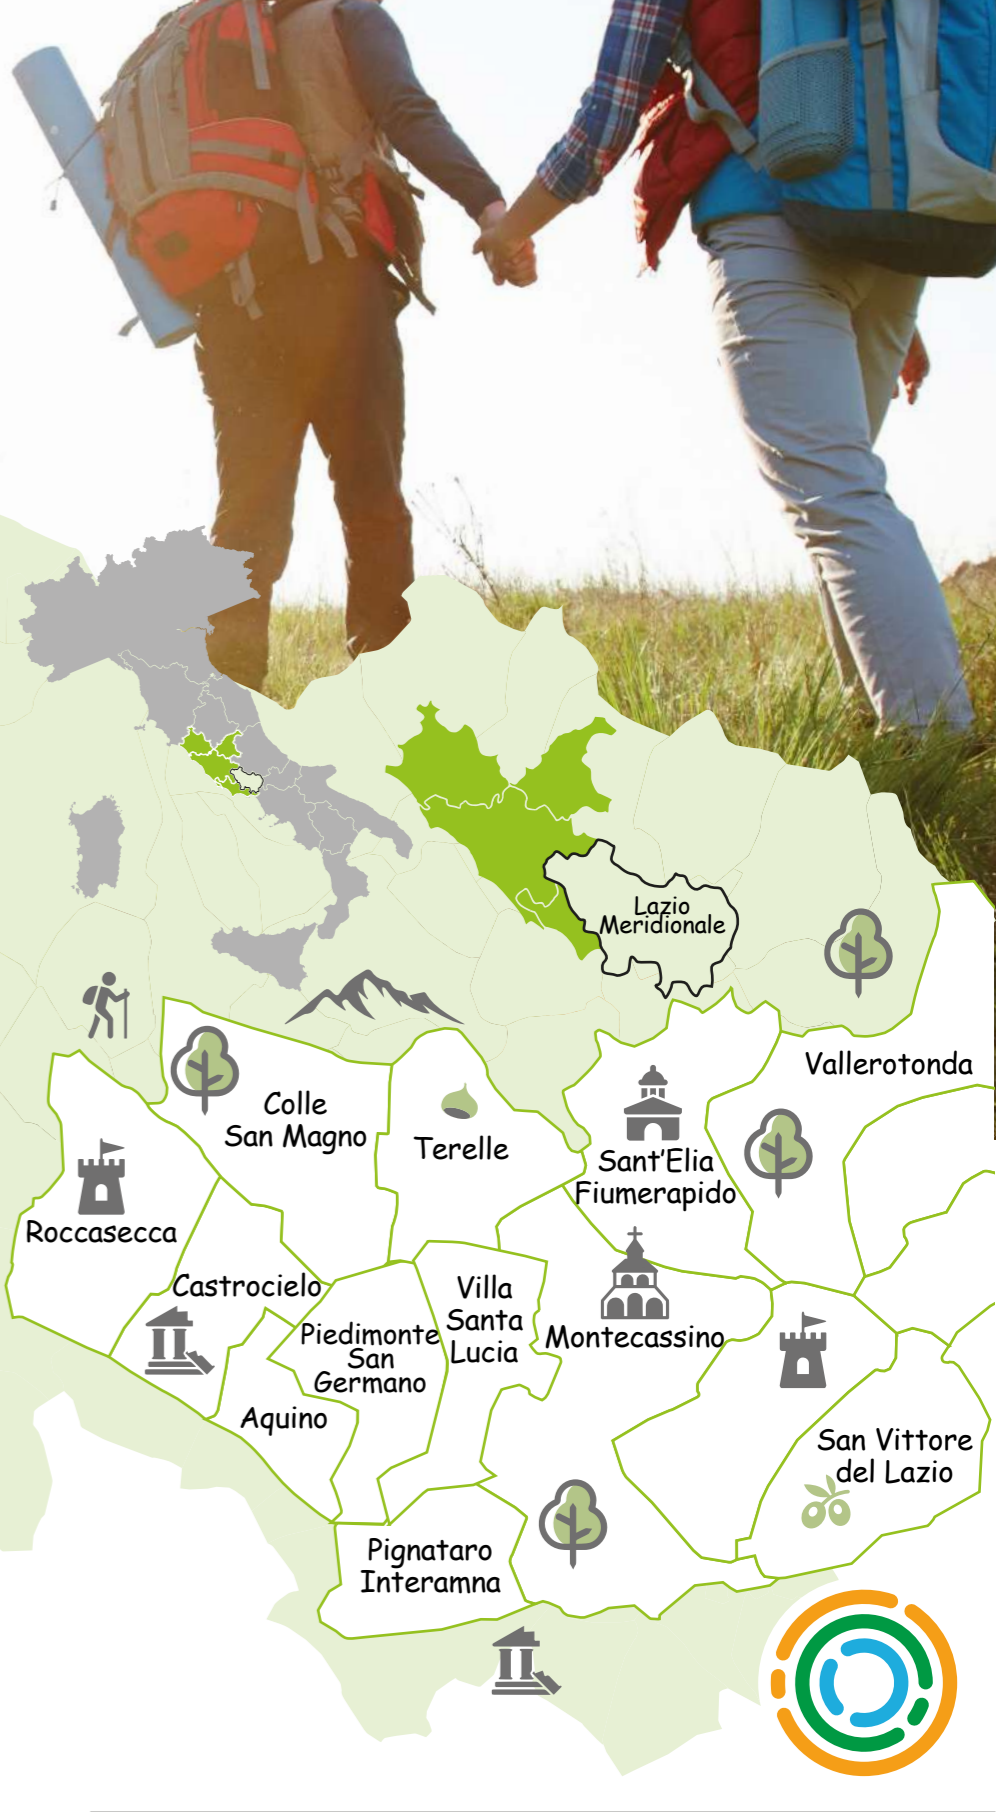 Lazio
Meridionale
Vallerotonda
Colle
San Magno
Terelle
Sant'Elia
Fiumerapido
Roccasecca
Castrocielo
Villa
Santa
Lucia
Piedimonte
San
Germano
Montecassino
Aquino
San Vittore
del Lazio
Pignataro
Interamna